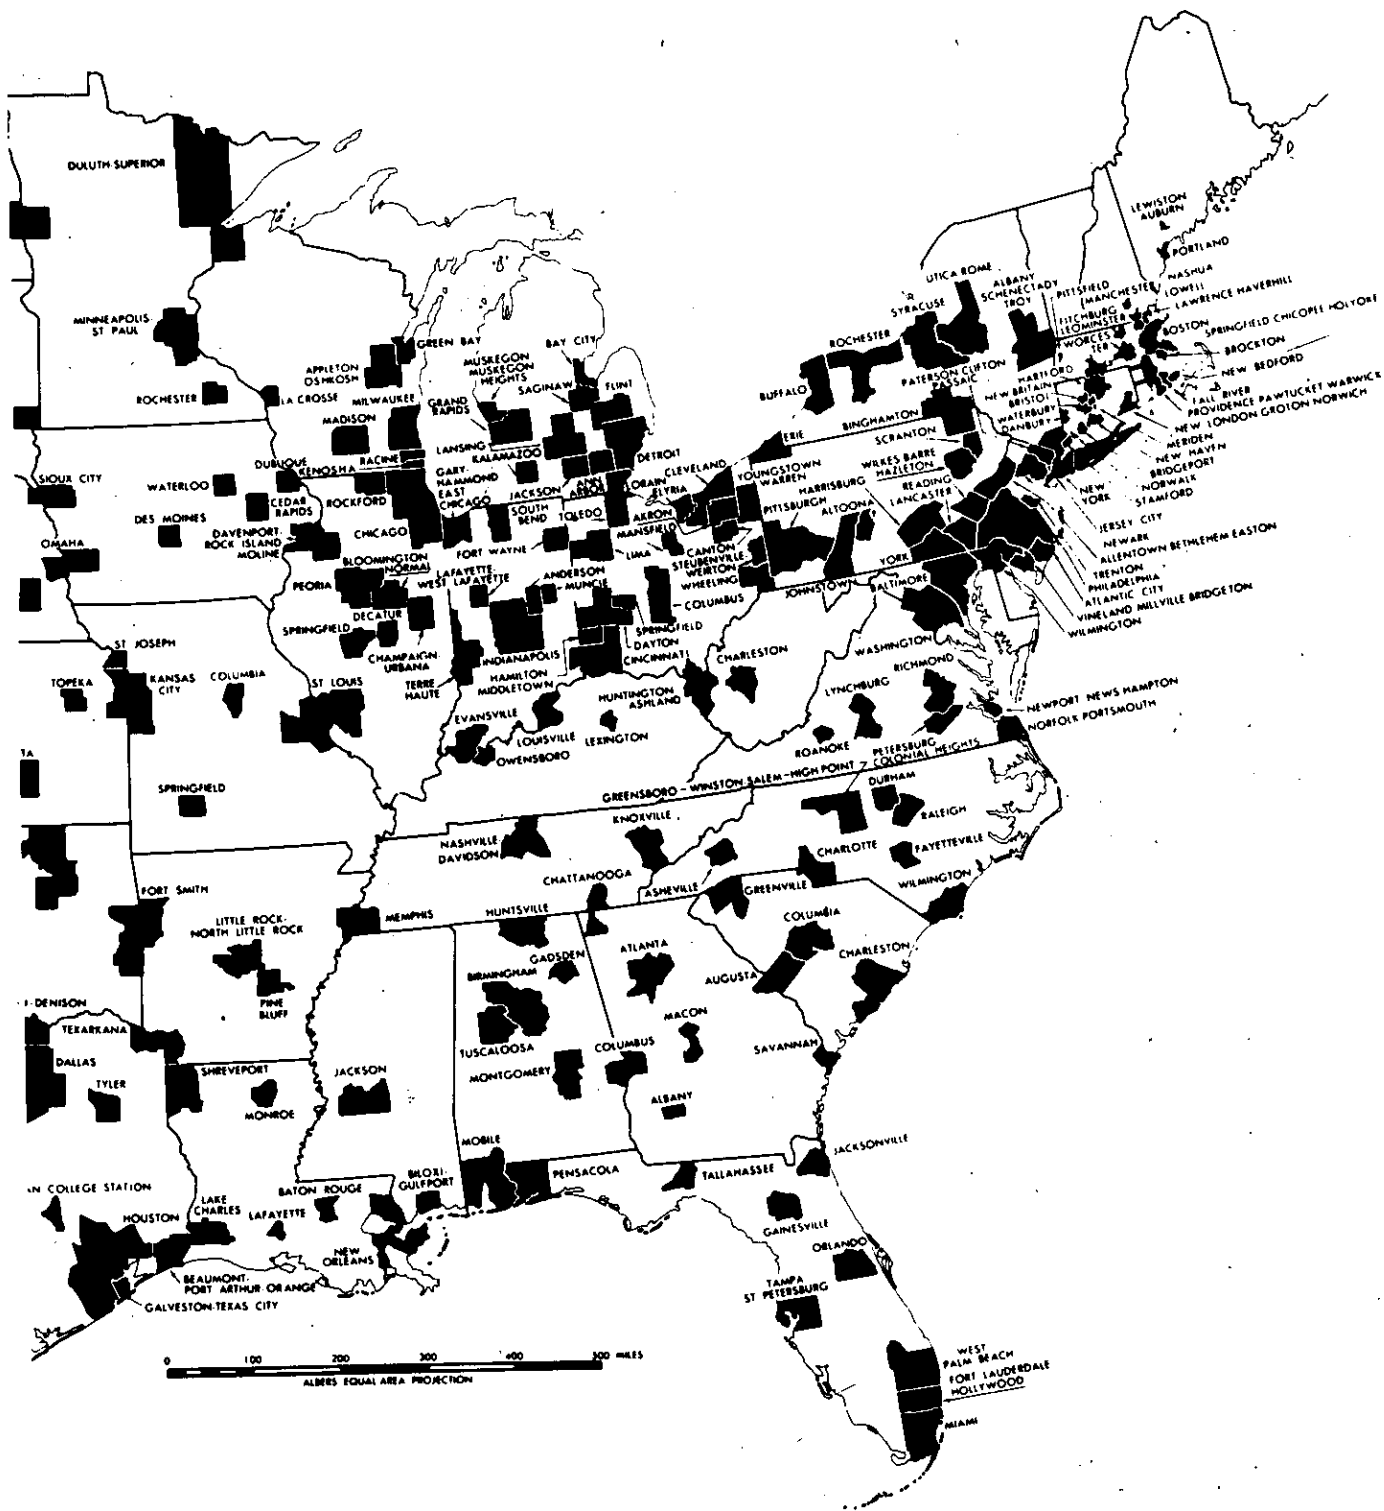 DULUTH-SUPERIOR
MINNEAPOLIS-
ST PAUL
ROCHESTER
LA CROSSE
APPLETON
OSHKOSH
GREEN BAY
MUSKEGON
MUSKEGON
HEIGHTS
BAY CITY
SAGINAW
FLINT
MILWAUKEE
GRAND
RAPIDS
MADISON
LANSING
KALAMAZOO
RACINE
KENOSHA
DETROIT
DUBUQUE
SIOUX CITY
WATERLOO
CEDAR
RAPIDS
ROCKFORD
GARY-
HAMMOND
EAST
CHICAGO
JACKSON
ANN
ARBOR
LORAIN
ELYRIA
CLEVELAND
DES MOINES
DAVENPORT-
ROCK ISLAND
MOLINE
CHICAGO
SOUTH
BEND
TOLEDO
AKRON
MANSFIELD
OMAHA
BLOOMINGTON
NORMAL
FORT WAYNE
LIMA
CANTON
STEUBENVILLE-
WEIRTON
WHEELING
PEORIA
LAFAYETTE-
WEST LAFAYETTE
ANDERSON
MUNCIE
COLUMBUS
DECATUR
SPRINGFIELD
CHAMPAIGN-
URBANA
SPRINGFIELD
DAYTON
CINCINNATI
INDIANAPOLIS
HAMILTON
MIDDLETOWN
TERRE
HAUTE
ST JOSEPH
TOPEKA
KANSAS
CITY
COLUMBIA
ST LOUIS
EVANSVILLE
LOUISVILLE
OWENSBORO
LEXINGTON
HUNTINGTON
ASHLAND
CHARLESTON
TA
SPRINGFIELD
UTICA ROME
ALBANY
SCHENECTADY
TROY
SYRACUSE
ROCHESTER
BUFFALO
ERIE
BINGHAMTON
PATERSON CLIFTON
PASSAIC
SCRANTON
WILKES BARRE
HAZLETON
YOUNGSTOWN
WARREN
HARRISBURG
READING
LANCASTER
PITTSBURGH
ALTOONA
YORK
JOHNSTOWN
BALTIMORE
WASHINGTON
LEWISTON
AUBURN
PORTLAND
NASHUA
PITTSFIELD
MANCHESTER
LOWELL
LAWRENCE HAVERHILL
FITCHBURG
LEOMINSTER
BOSTON
SPRINGFIELD CHICOPEE HOLYOKE
WORCES
TER
BROCKTON
NEW BEDFORD
FALL RIVER
PROVIDENCE PAWTUCKET WARWICK
NEW LONDON GROTON NORWICH
HARTFORD
NEW BRITAIN
BRISTOL
WATERBURY
DANBURY
MERIDEN
NEW HAVEN
BRIDGEPORT
NORWALK
STAMFORD
NEW
YORK
JERSEY CITY
NEWARK
ALLENTOWN BETHLEHEM EASTON
TRENTON
PHILADELPHIA
ATLANTIC CITY
VINELAND MILLVILLE BRIDGETON
WILMINGTON
RICHMOND
LYNCHBURG
NEWPORT NEWS HAMPTON
NORFOLK PORTSMOUTH
ROANOKE
PETERSBURG
COLONIAL HEIGHTS
GREENSBORO - WINSTON-SALEM - HIGH POINT
DURHAM
RALEIGH
NASHVILLE-
DAVIDSON
KNOXVILLE
CHARLOTTE
FAYETTEVILLE
CHATTANOOGA
ASHEVILLE
GREENVILLE
WILMINGTON
FORT SMITH
LITTLE ROCK-
NORTH LITTLE ROCK
MEMPHIS
HUNTSVILLE
COLUMBIA
CHARLESTON
GADSDEN
ATLANTA
BIRMINGHAM
AUGUSTA
PINE
BLUFF
-DENISON
TEXARKANA
TUSCALOOSA
MACON
DALLAS
SHREVEPORT
JACKSON
MONTGOMERY
COLUMBUS
SAVANNAH
TYLER
MONROE
ALBANY
MOBILE
PENSACOLA
TALLAHASSEE
JACKSONVILLE
N COLLEGE STATION
BILOXI-
GULFPORT
BATON ROUGE
LAKE
CHARLES
LAFAYETTE
HOUSTON
NEW
ORLEANS
GAINESVILLE
ORLANDO
BEAUMONT-
PORT ARTHUR-ORANGE
GALVESTON-TEXAS CITY
TAMPA
ST PETERSBURG
WEST
PALM BEACH
FORT LAUDERDALE
HOLLYWOOD
MIAMI
0 100 200 300 500 MILES
ALBERS EQUAL AREA PROJECTION